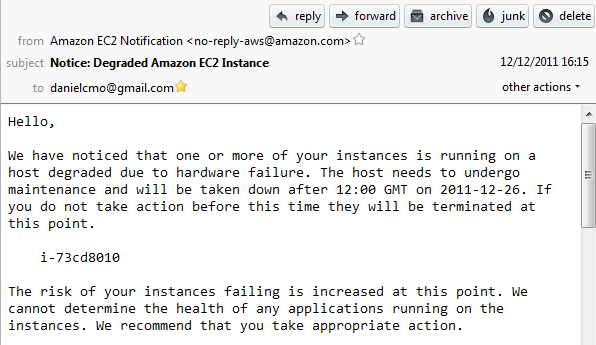 reply forward archive junk delete
from Amazon EC2 Notification <no-reply-aws@amazon.com>
subject Notice: Degraded Amazon EC2 Instance 12/12/2011 16:15
to danielcmo@gmail.com other actions
Hello,
We have noticed that one or more of your instances is running on a
host degraded due to hardware failure. The host needs to undergo
maintenance and will be taken down after 12:00 GMT on 2011-12-26. If
you do not take action before this time they will be terminated at
this point.
i-73cd8010
The risk of your instances failing is increased at this point. We
cannot determine the health of any applications running on the
instances. We recommend that you take appropriate action.